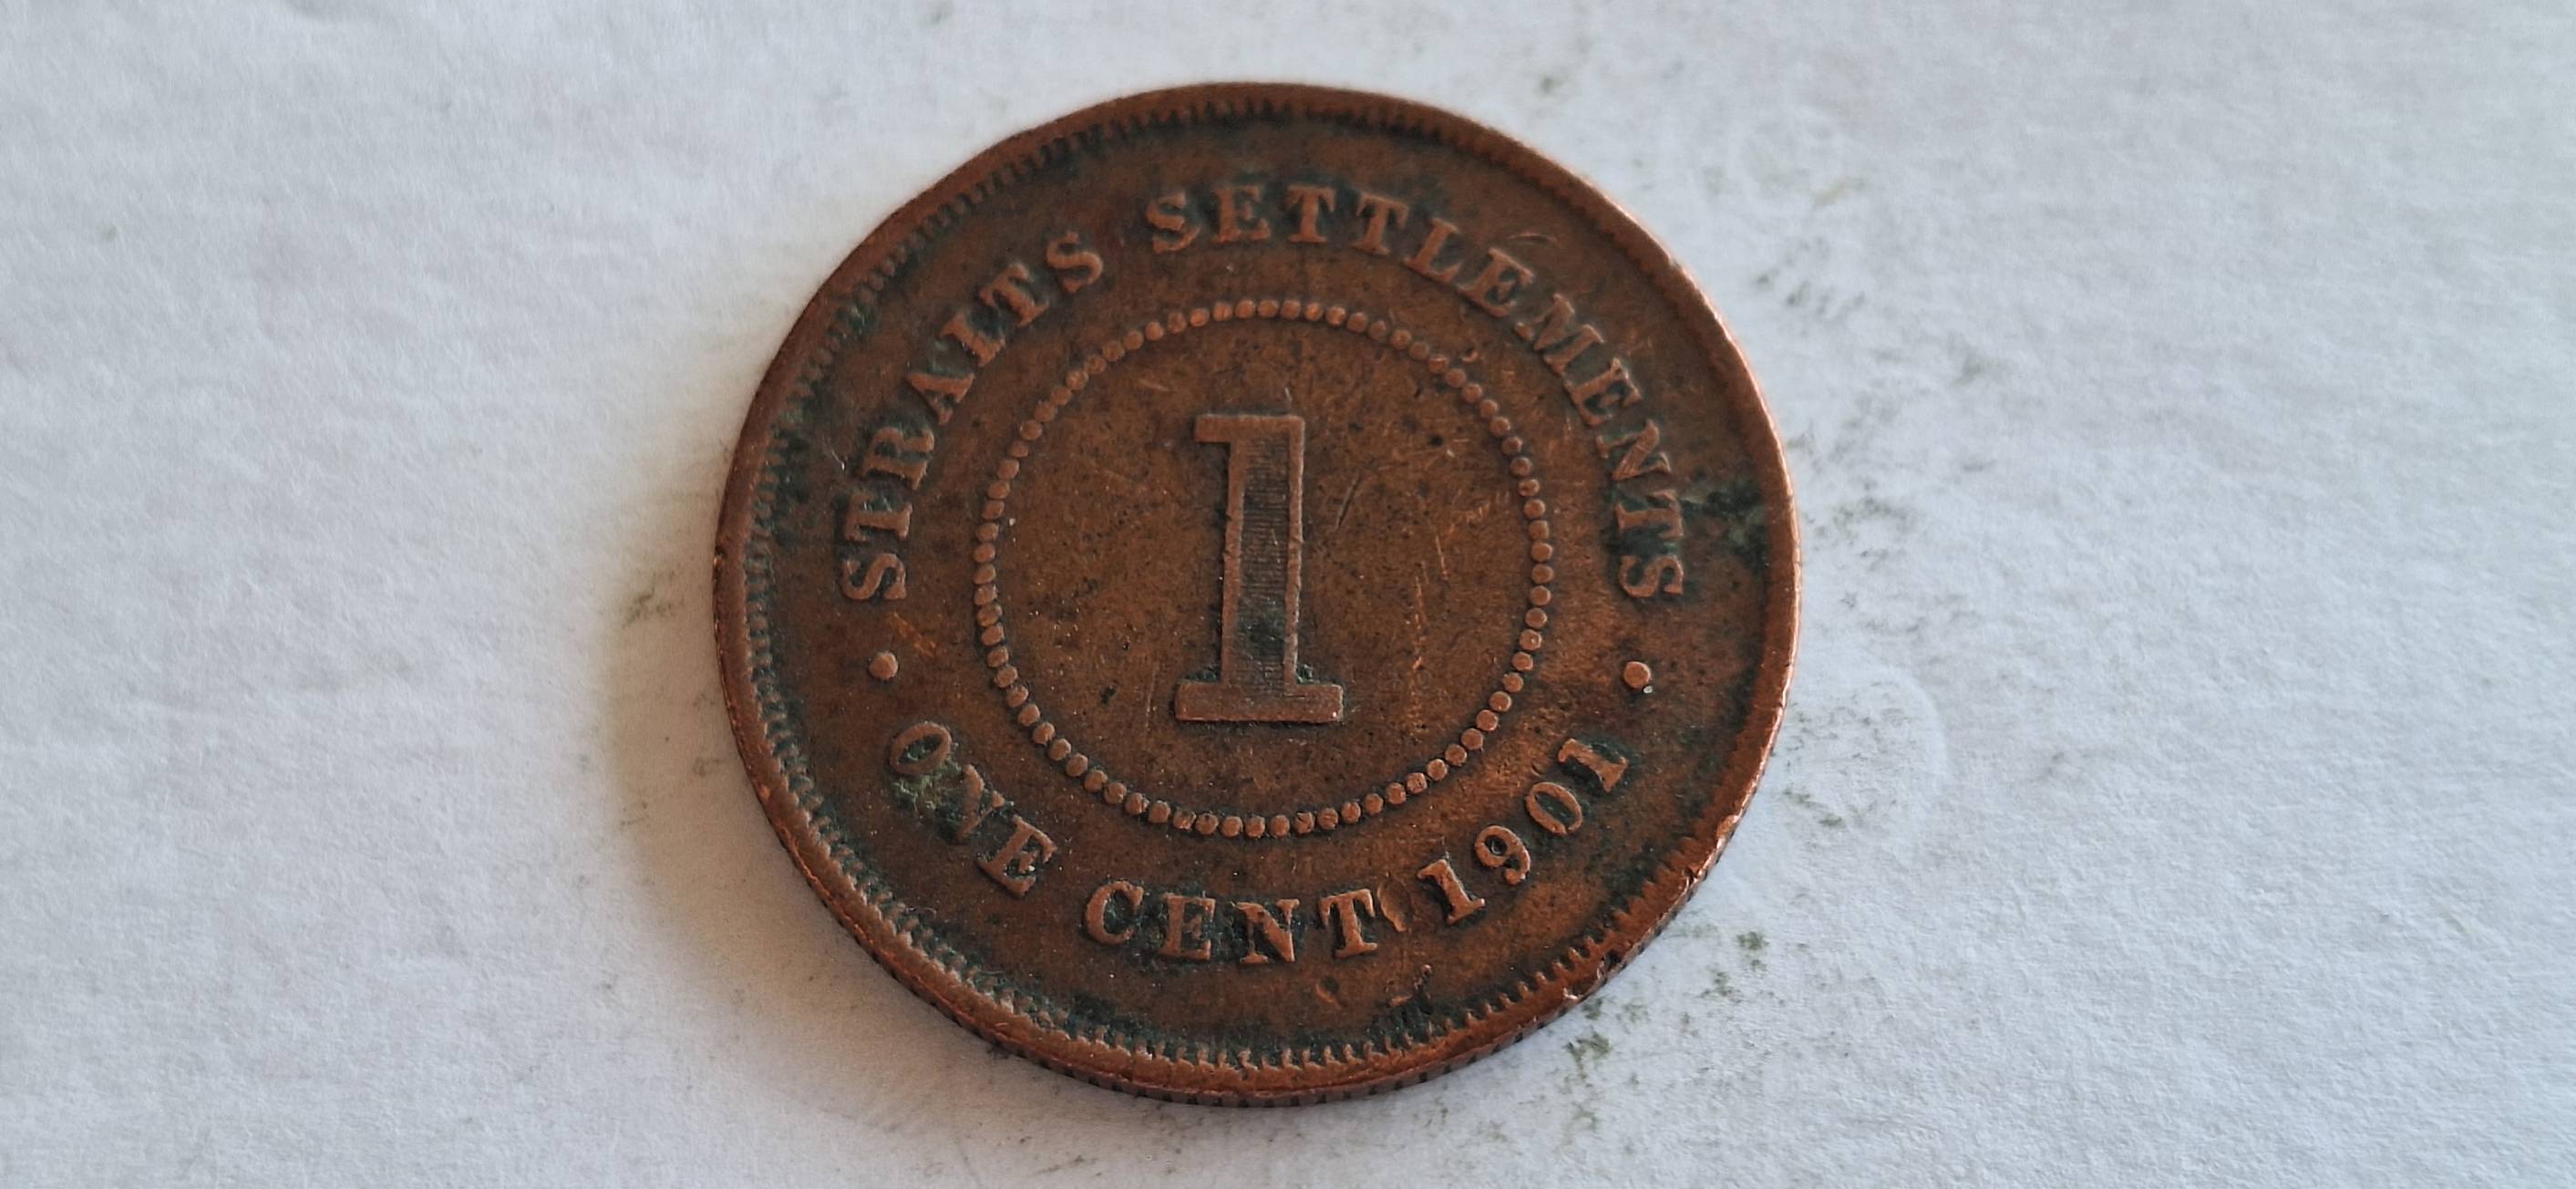 STRAITS SETTLEMENTS
1
ONE CENT 1901